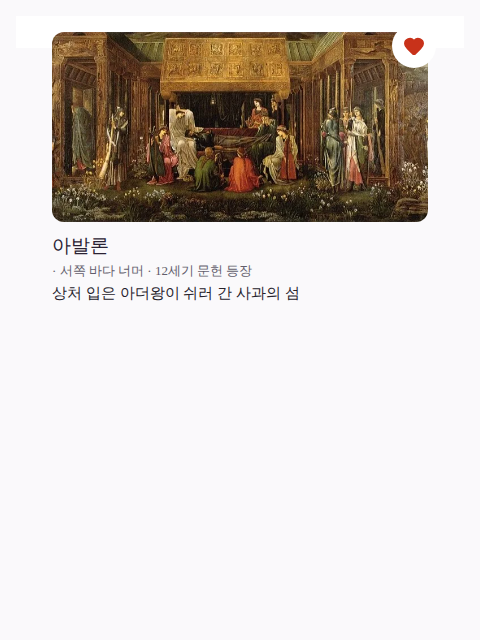 아발론
· 서쪽 바다 너머 · 12세기 문헌 등장
상처 입은 아더왕이 쉬러 간 사과의 섬